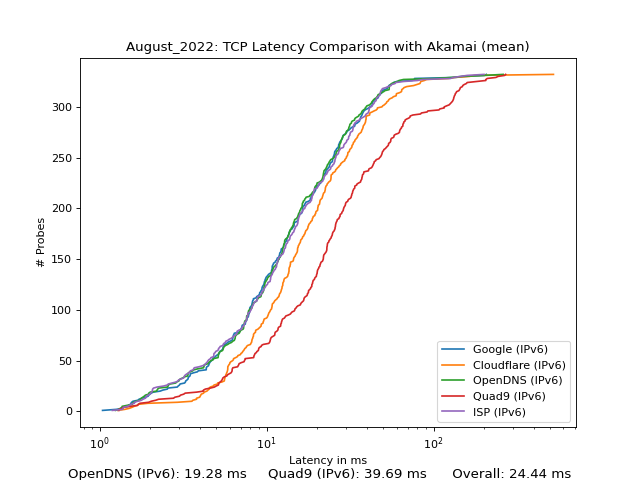 August_2022: TCP Latency Comparison with Akamai (mean)
# Probes
300
250
200
150
100
50
0
10^0
10^1
10^2
Google (IPv6)
Cloudflare (IPv6)
OpenDNS (IPv6)
Quad9 (IPv6)
ISP (IPv6)
Latency in ms
OpenDNS (IPv6): 19.28 ms Quad9 (IPv6): 39.69 ms Overall: 24.44 ms